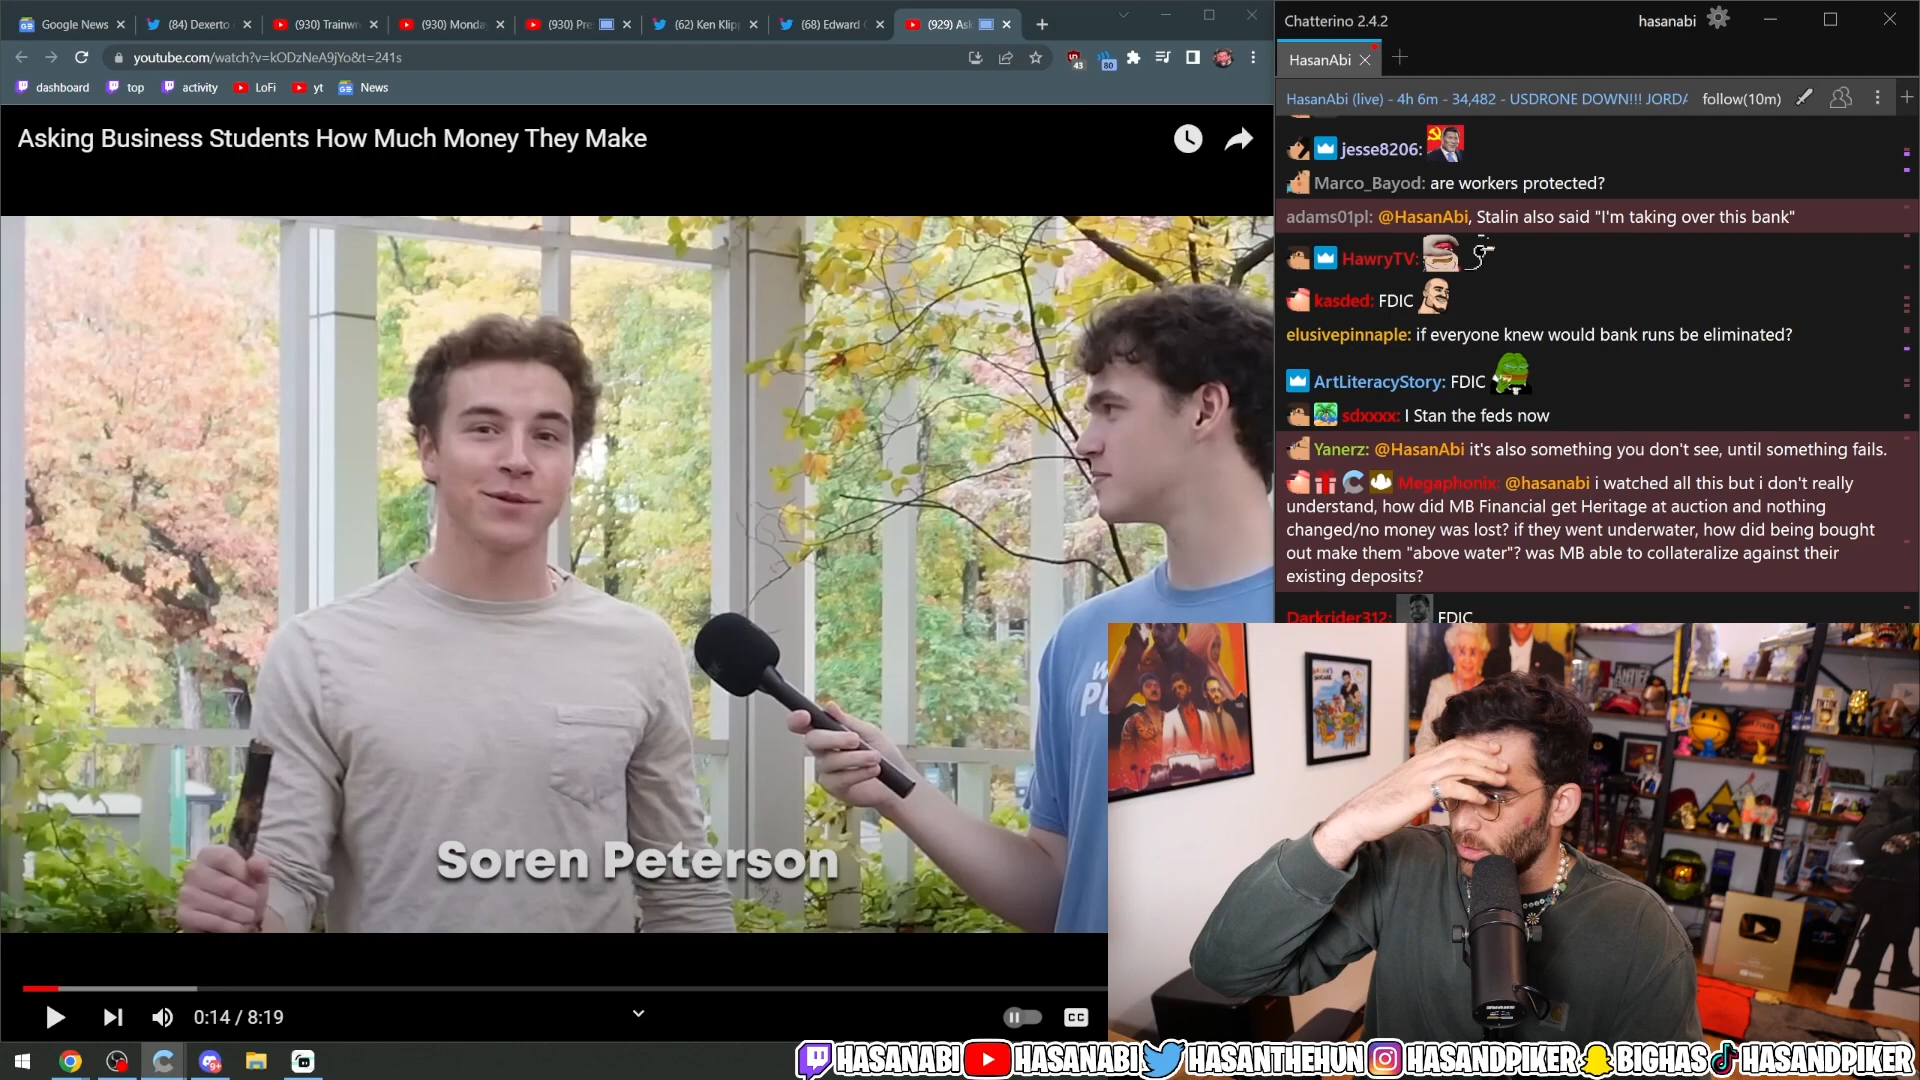 Google News
(84) Dexerto
(930) Trainwr
(930) Monda
(930) Pre
(62) Ken Klipp
(68) Edward
(929) Ask
youtube.com/watch?v=kODzNeA9jYo&t=241s
43
80
dashboard
top
activity
LoFi
yt
News
Asking Business Students How Much Money They Make
Soren Peterson
0:14 / 8:19
CC
Chatterino 2.4.2
hasanabi
HasanAbi
HasanAbi (live) - 4h 6m - 34,482 - USDRONE DOWN!!! JORDA
follow(10m)
jesse8206:
Marco_Bayod: are workers protected?
adams01pl: @HasanAbi, Stalin also said "I'm taking over this bank"
HawryTV:
kasded: FDIC
elusivepinnaple: if everyone knew would bank runs be eliminated?
ArtLiteracyStory: FDIC
sdxxxx: I Stan the feds now
Yanerz: @HasanAbi it's also something you don't see, until something fails.
Megaphonix: @hasanabi i watched all this but i don't really
understand, how did MB Financial get Heritage at auction and nothing
changed/no money was lost? if they went underwater, how did being bought
out make them "above water"? was MB able to collateralize against their
existing deposits?
Darkrider312: FDIC
HASANABI HASANABI HASANTHEHUN HASANDPIKER BIGHAS HASANDPIKER